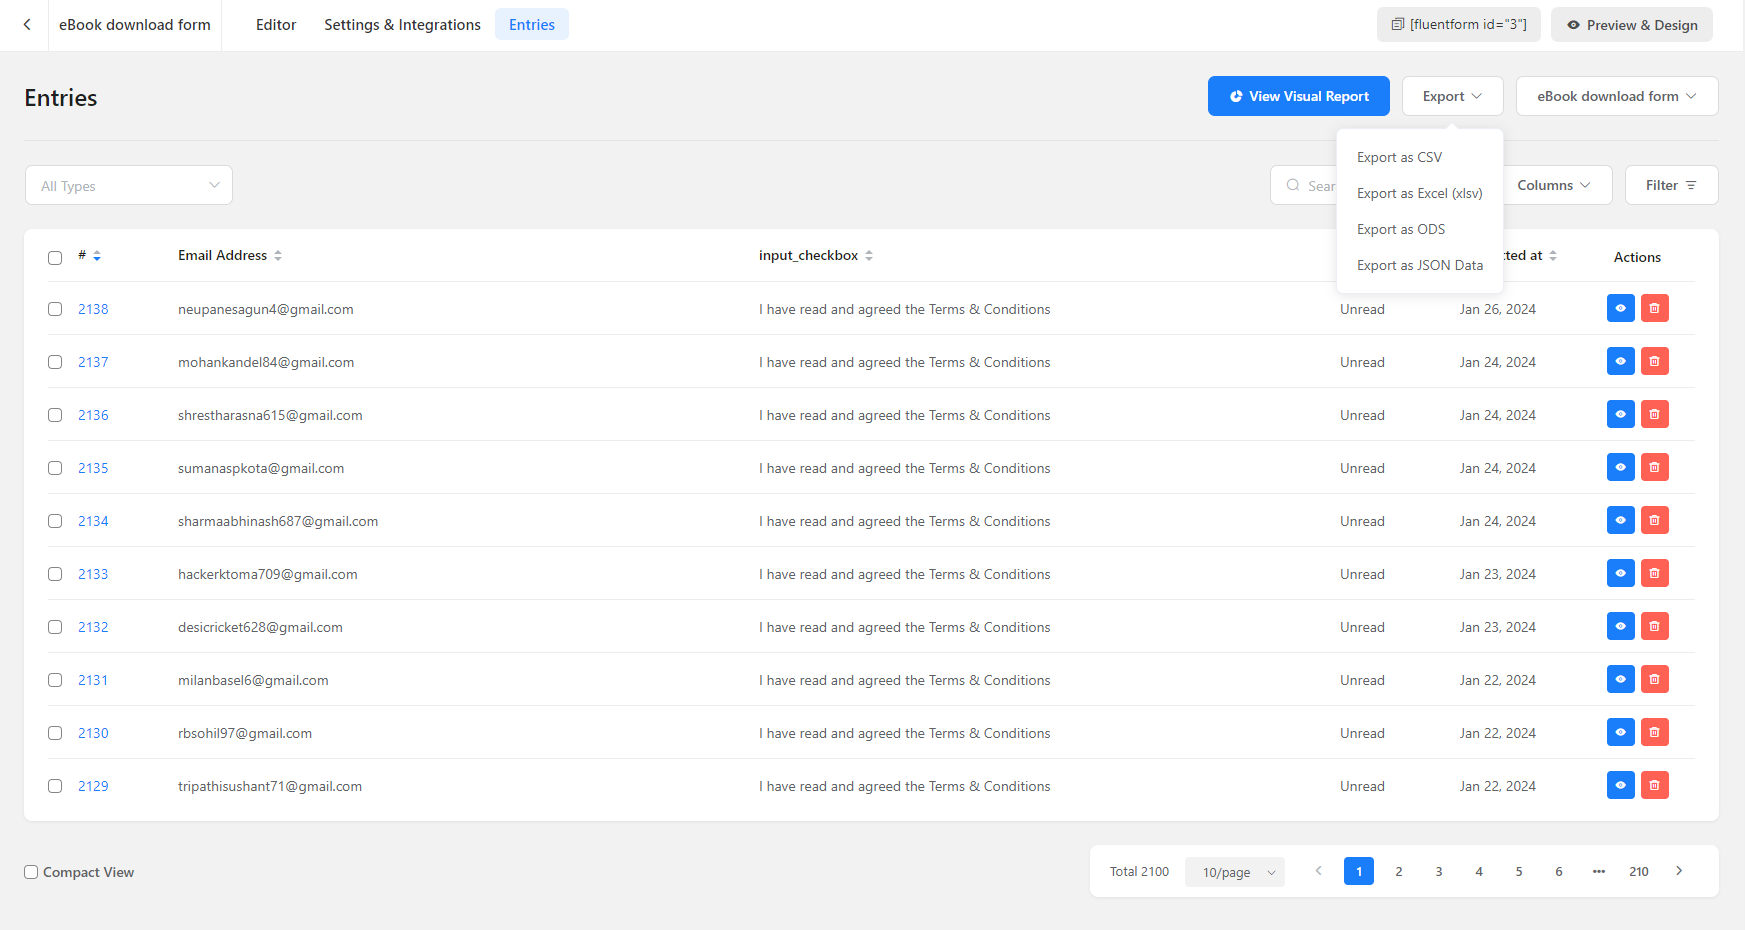 eBook download form Editor Settings & Integrations Entries [fluentform id="3"] Preview & Design
Entries View Visual Report Export eBook download form
Export as CSV
Export as Excel (xlsv)
Export as ODS
Export as JSON Data
All Types Sear Columns Filter
# Email Address input_checkbox cted at Actions
2138 neupanesagun4@gmail.com I have read and agreed the Terms & Conditions Unread Jan 26, 2024
2137 mohankandel84@gmail.com I have read and agreed the Terms & Conditions Unread Jan 24, 2024
2136 shrestharasna615@gmail.com I have read and agreed the Terms & Conditions Unread Jan 24, 2024
2135 sumanaspkota@gmail.com I have read and agreed the Terms & Conditions Unread Jan 24, 2024
2134 sharmaabhinash687@gmail.com I have read and agreed the Terms & Conditions Unread Jan 24, 2024
2133 hackerktoma709@gmail.com I have read and agreed the Terms & Conditions Unread Jan 23, 2024
2132 desicricket628@gmail.com I have read and agreed the Terms & Conditions Unread Jan 23, 2024
2131 milanbasel6@gmail.com I have read and agreed the Terms & Conditions Unread Jan 22, 2024
2130 rbsohil97@gmail.com I have read and agreed the Terms & Conditions Unread Jan 22, 2024
2129 tripathisushant71@gmail.com I have read and agreed the Terms & Conditions Unread Jan 22, 2024
Compact View Total 2100 10/page 1 2 3 4 5 6 ••• 210